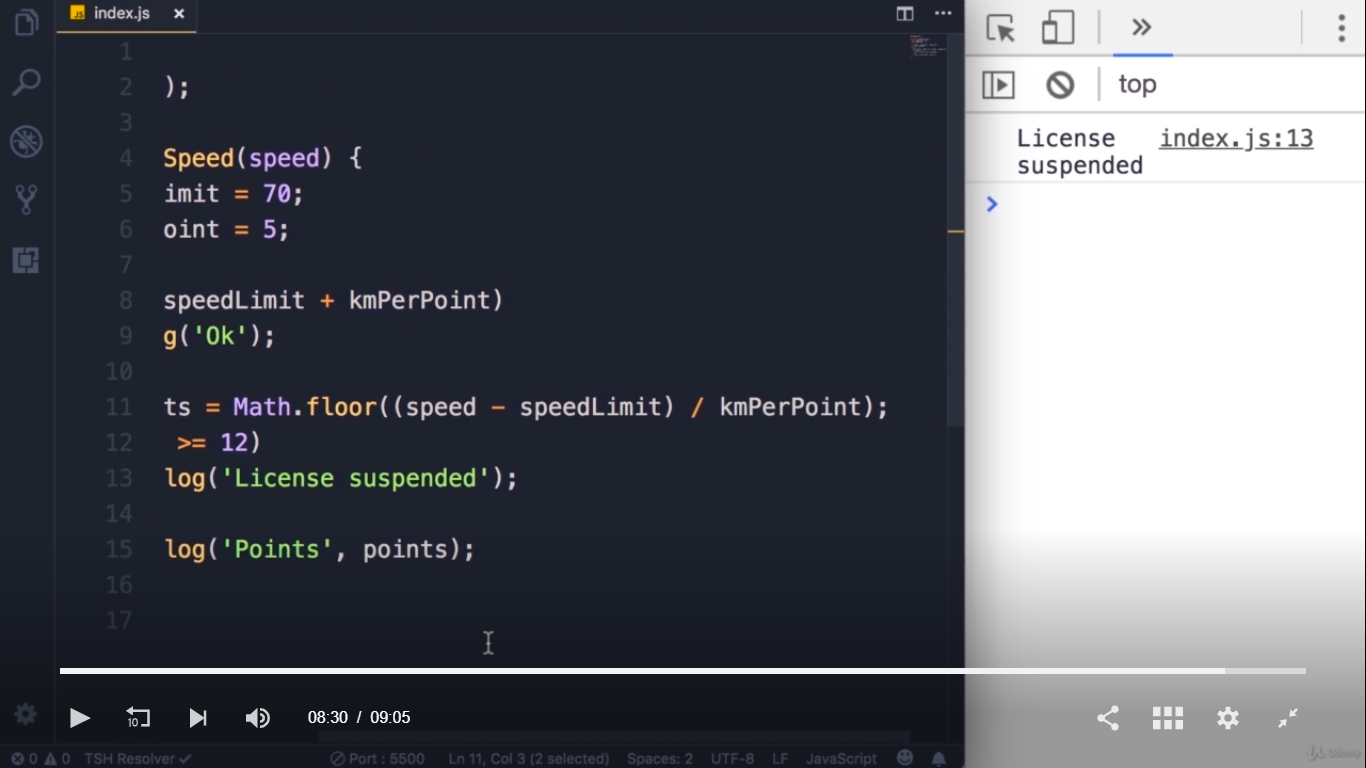 index.js
1
2 );
3
4 Speed(speed) {
5 imit = 70;
6 oint = 5;
7
8 speedLimit + kmPerPoint)
9 g('Ok');
10
11 ts = Math.floor((speed - speedLimit) / kmPerPoint);
12 >= 12)
13 log('License suspended');
14
15 log('Points', points);
16
17
top
License index.js:13
suspended
10
08:30 / 09:05
0 0 TSH Resolver Port : 5500 Ln 11, Col 3 (2 selected) Spaces: 2 UTF-8 LF JavaScript
Udemy